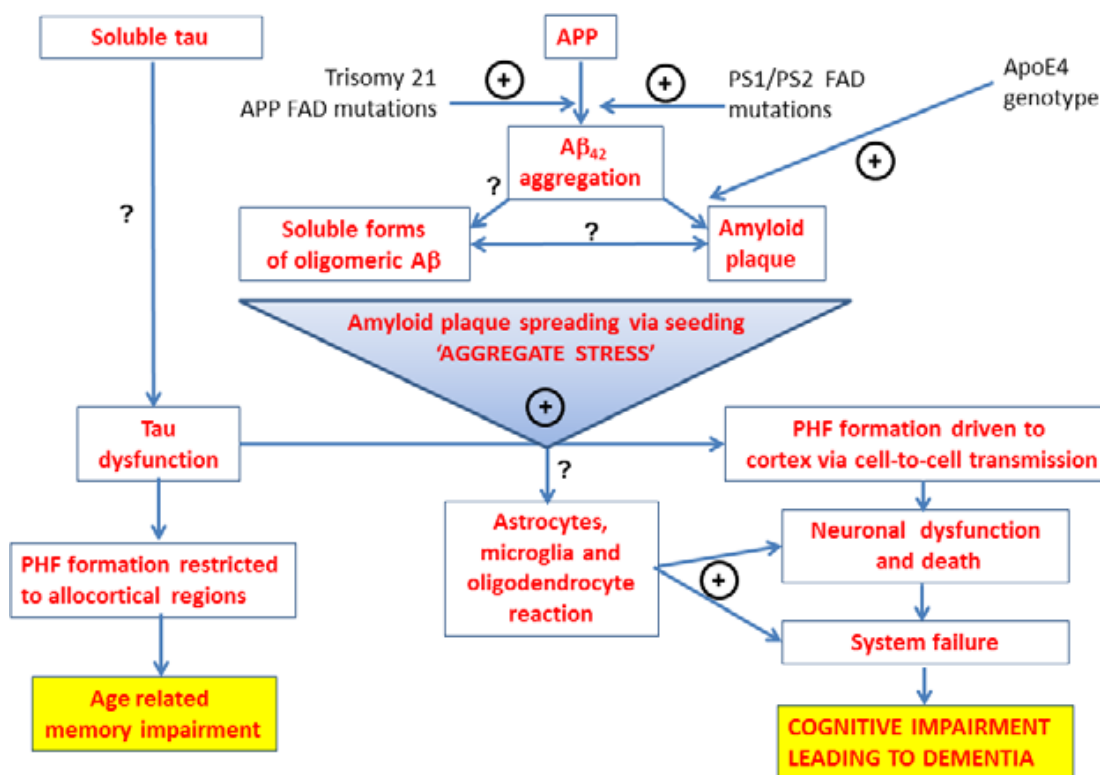 Soluble tau
APP
Trisomy 21
APP FAD mutations
+
+
PS1/PS2 FAD
mutations
ApoE4
genotype
+
Aβ₄₂
aggregation
?
?
Soluble forms
of oligomeric Aβ
?
Amyloid
plaque
Amyloid plaque spreading via seeding
‘AGGREGATE STRESS’
+
Tau
dysfunction
PHF formation driven to
cortex via cell-to-cell transmission
?
Astrocytes,
microglia and
oligodendrocyte
reaction
+
Neuronal dysfunction
and death
PHF formation restricted
to allocortical regions
System failure
Age related
memory impairment
COGNITIVE IMPAIRMENT
LEADING TO DEMENTIA